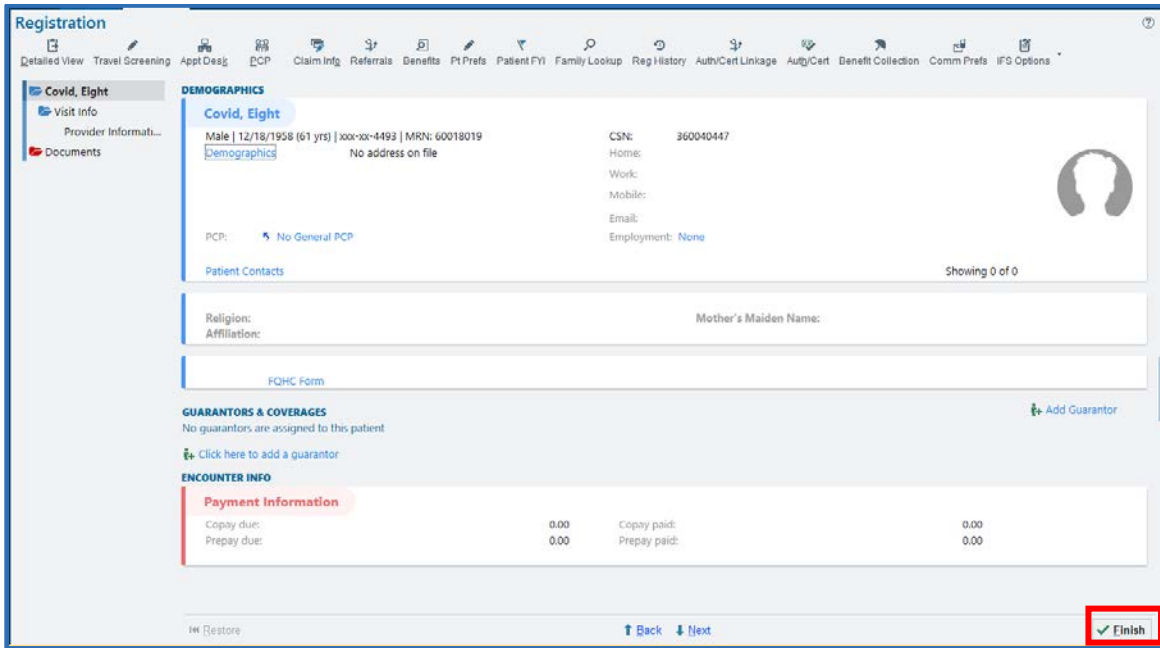 Registration
Detailed View Travel Screening Appt Desk PCP Claim Info Referrals Benefits Pt Prefs Patient FYI Family Lookup Reg History Auth/Cert Linkage Auth/Cert Benefit Collection Comm Prefs IFS Options
Covid, Eight
Visit Info
Provider Informati...
Documents
DEMOGRAPHICS
Covid, Eight
Male | 12/18/1958 (61 yrs) | xxx-xx-4493 | MRN: 60018019 CSN: 360040447
Demographics No address on file Home:
Work:
Mobile:
Email:
PCP: No General PCP Employment: None
Patient Contacts Showing 0 of 0
Religion: Mother's Maiden Name:
Affiliation:
FQHC Form
GUARANTORS & COVERAGES Add Guarantor
No guarantors are assigned to this patient
Click here to add a guarantor
ENCOUNTER INFO
Payment Information
Copay due: 0.00 Copay paid: 0.00
Prepay due: 0.00 Prepay paid: 0.00
Restore Back Next Finish